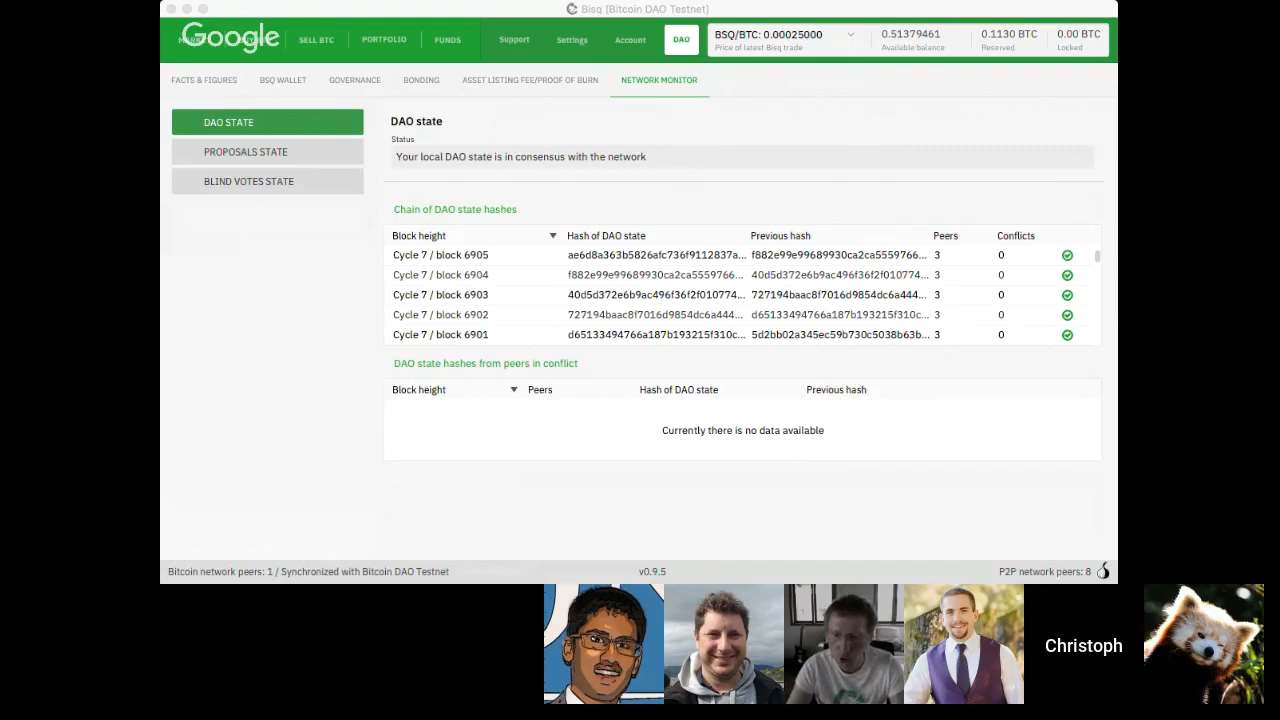 Bisq [Bitcoin DAO Testnet]
Google
SELL BTC
PORTFOLIO
FUNDS
Support
Settings
Account
DAO
BSQ/BTC: 0.00025000
Price of latest Bisq trade
0.51379461
Available balance
0.1130 BTC
Reserved
0.00 BTC
Locked
FACTS & FIGURES
BSQ WALLET
GOVERNANCE
BONDING
ASSET LISTING FEE/PROOF OF BURN
NETWORK MONITOR
DAO STATE
PROPOSALS STATE
BLIND VOTES STATE
DAO state
Status
Your local DAO state is in consensus with the network
Chain of DAO state hashes
Block height Hash of DAO state Previous hash Peers Conflicts
Cycle 7 / block 6905 ae6d8a363b5826afc736f9112837a... f882e99e99689930ca2ca5559766... 3 0
Cycle 7 / block 6904 f882e99e99689930ca2ca5559766... 40d5d372e6b9ac496f36f2f010774... 3 0
Cycle 7 / block 6903 40d5d372e6b9ac496f36f2f010774... 727194baac8f7016d9854dc6a444... 3 0
Cycle 7 / block 6902 727194baac8f7016d9854dc6a444... d65133494766a187b193215f310c... 3 0
Cycle 7 / block 6901 d65133494766a187b193215f310c... 5d2bb02a345ec59b730c5038b63b... 3 0
DAO state hashes from peers in conflict
Block height Peers Hash of DAO state Previous hash
Currently there is no data available
Bitcoin network peers: 1 / Synchronized with Bitcoin DAO Testnet
v0.9.5
P2P network peers: 8
Christoph